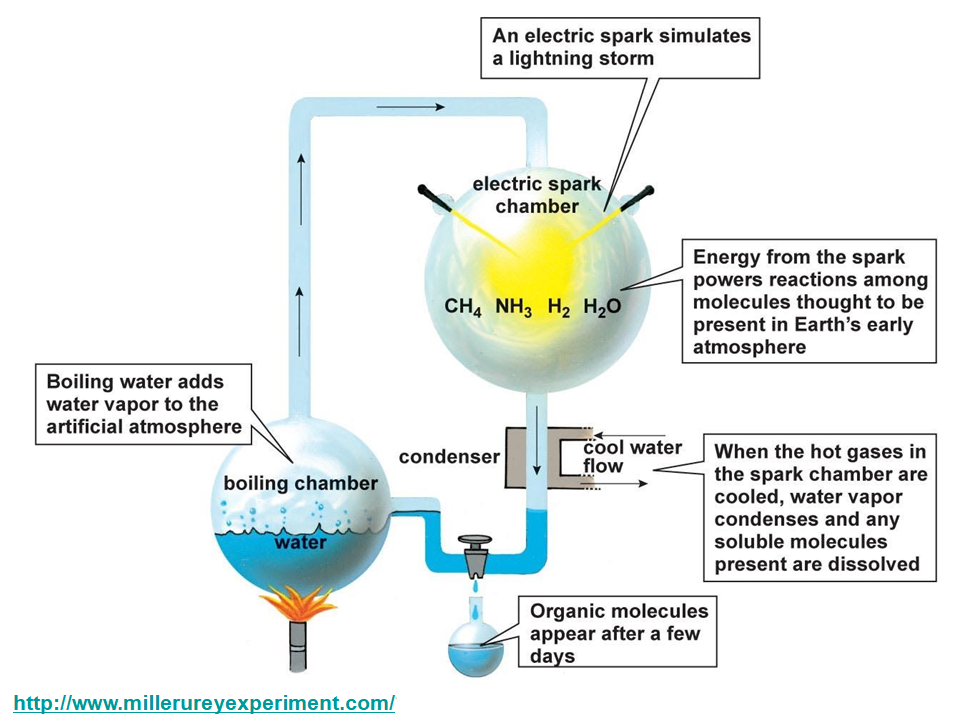 An electric spark simulates
a lightning storm
electric spark
chamber
CH₄ NH₃ H₂ H₂O
Energy from the spark
powers reactions among
molecules thought to be
present in Earth's early
atmosphere
Boiling water adds
water vapor to the
artificial atmosphere
boiling chamber
water
condenser
cool water
flow
When the hot gases in
the spark chamber are
cooled, water vapor
condenses and any
soluble molecules
present are dissolved
Organic molecules
appear after a few
days
http://www.millerureyexperiment.com/